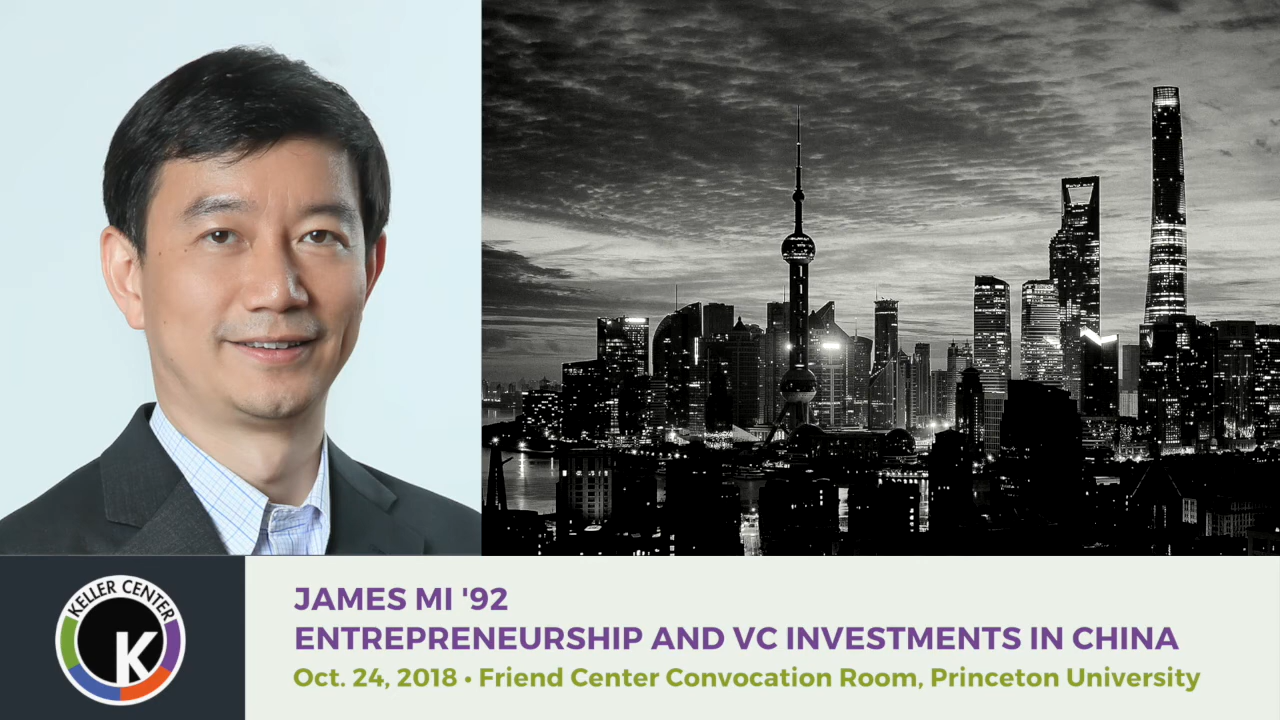 JAMES MI '92
ENTREPRENEURSHIP AND VC INVESTMENTS IN CHINA
Oct. 24, 2018 • Friend Center Convocation Room, Princeton University
KELLER CENTER
K